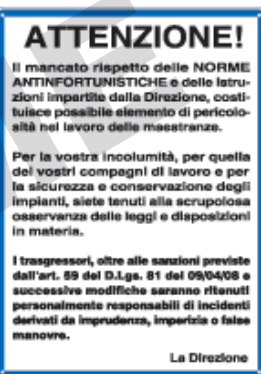 ATTENZIONE!
Il mancato rispetto delle NORME
ANTINFORTUNISTICHE e delle istru-
zioni impartite dalla Direzione, costi-
tuisce possibile elemento di pericolo-
sità nel lavoro delle maestranze.
Per la vostra incolumità, per quella
dei vostri compagni di lavoro e per
la sicurezza e conservazione degli
impianti, siete tenuti alla scrupolosa
osservanza delle leggi e disposizioni
in materia.
I trasgressori, oltre alle sanzioni previste
dall'art. 59 del D.Lgs. 81 del 09/04/08 e
successive modifiche saranno ritenuti
personalmente responsabili di incidenti
derivati da imprudenza, imperizia o false
manovre.
La Direzione